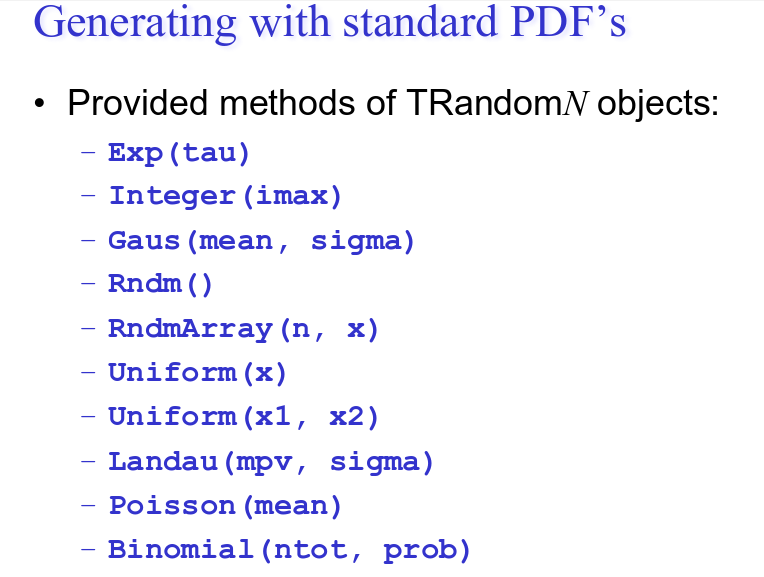 Generating with standard PDF’s
• Provided methods of TRandomN objects:
– Exp(tau)
– Integer(imax)
– Gaus(mean, sigma)
– Rndm()
– RndmArray(n, x)
– Uniform(x)
– Uniform(x1, x2)
– Landau(mpv, sigma)
– Poisson(mean)
– Binomial(ntot, prob)